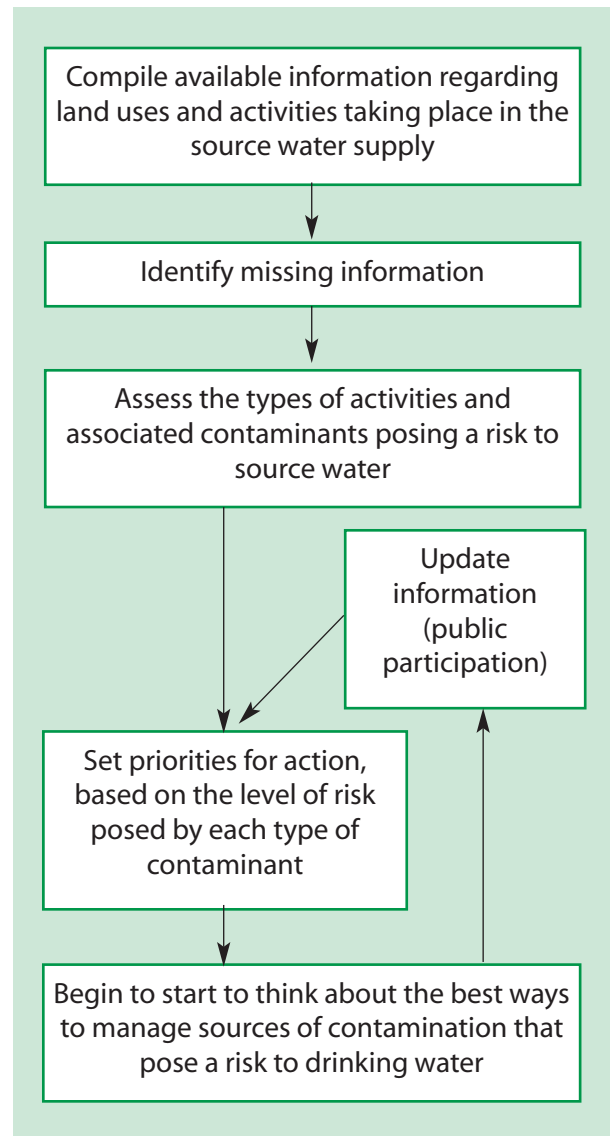 Compile available information regarding
land uses and activities taking place in the
source water supply
Identify missing information
Assess the types of activities and
associated contaminants posing a risk to
source water
Update
information
(public
participation)
Set priorities for action,
based on the level of risk
posed by each type of
contaminant
Begin to start to think about the best ways
to manage sources of contamination that
pose a risk to drinking water